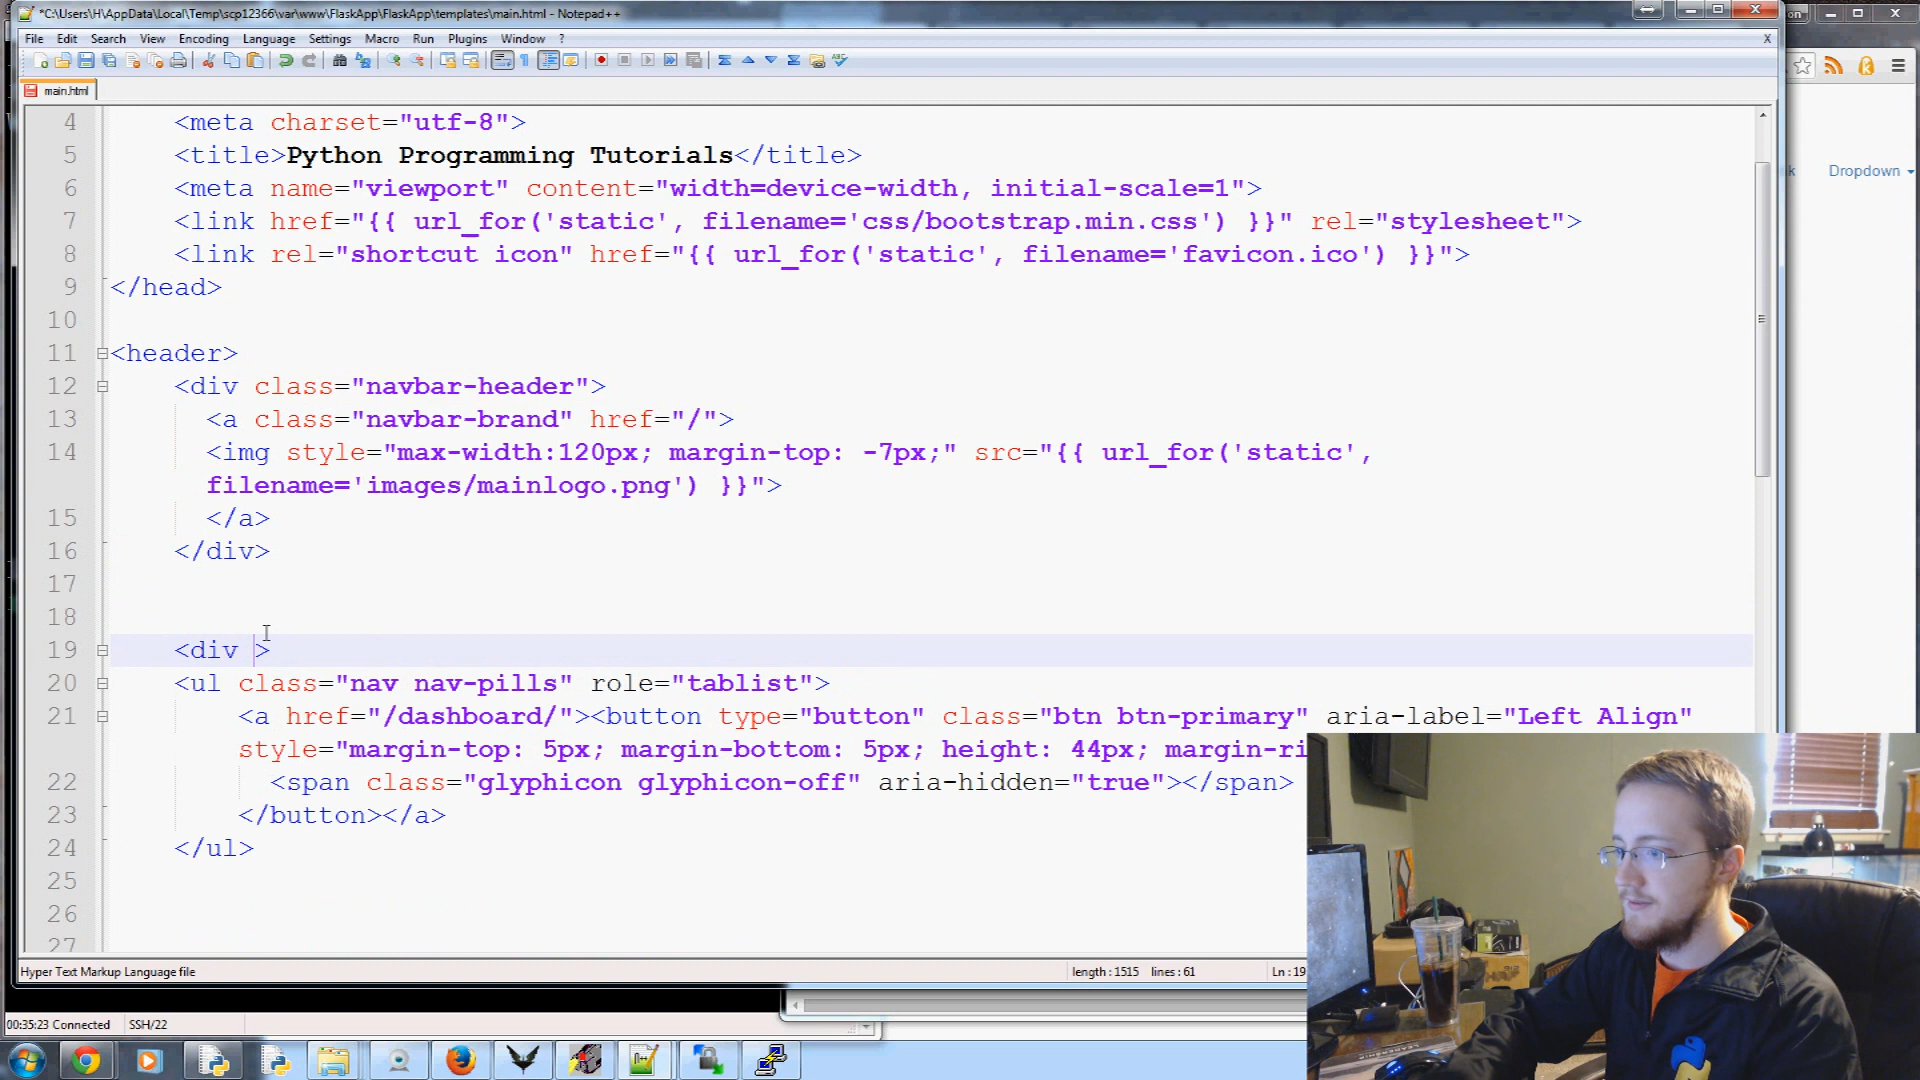 *C:\Users\H\AppData\Local\Temp\scp12366\var\www\FlaskApp\FlaskApp\templates\main.html - Notepad++
File Edit Search View Encoding Language Settings Macro Run Plugins Window ? X
main.html
4 <meta charset="utf-8">
5 <title>Python Programming Tutorials</title>
6 <meta name="viewport" content="width=device-width, initial-scale=1">
7 <link href="{{ url_for('static', filename='css/bootstrap.min.css') }}" rel="stylesheet">
8 <link rel="shortcut icon" href="{{ url_for('static', filename='favicon.ico') }}">
9 </head>
10
11 <header>
12 <div class="navbar-header">
13 <a class="navbar-brand" href="/">
14 <img style="max-width:120px; margin-top: -7px;" src="{{ url_for('static',
filename='images/mainlogo.png') }}">
15 </a>
16 </div>
17
18
19 <div >
20 <ul class="nav nav-pills" role="tablist">
21 <a href="/dashboard/"><button type="button" class="btn btn-primary" aria-label="Left Align"
style="margin-top: 5px; margin-bottom: 5px; height: 44px; margin-ri
22 <span class="glyphicon glyphicon-off" aria-hidden="true"></span>
23 </button></a>
24 </ul>
25
26
27
Hyper Text Markup Language file length : 1515 lines : 61 Ln : 19
00:35:23 Connected SSH/22
on
k Dropdown